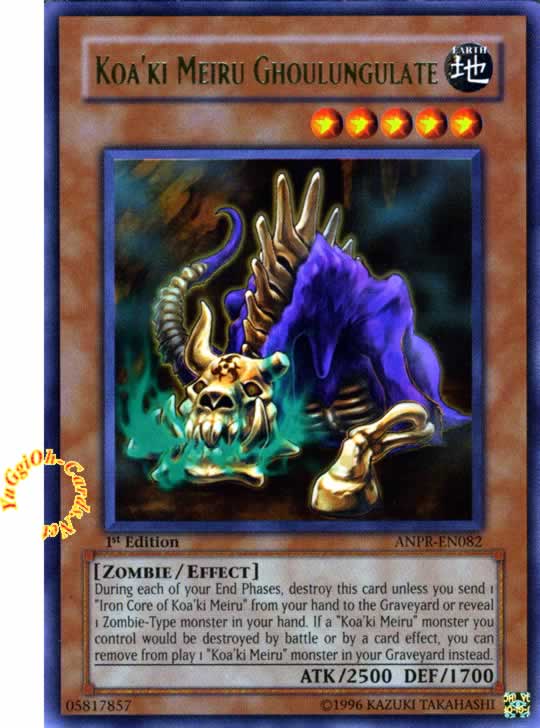 KOA'KI MEIRU GHOULUNGULATE
EARTH
地
YuGgiOh-Cards.Net
1st Edition
ANPR-EN082
[ZOMBIE/EFFECT]
During each of your End Phases, destroy this card unless you send 1
"Iron Core of Koa'ki Meiru" from your hand to the Graveyard or reveal
1 Zombie-Type monster in your hand. If a "Koa'ki Meiru" monster you
control would be destroyed by battle or by a card effect, you can
remove from play 1 "Koa'ki Meiru" monster in your Graveyard instead.
ATK/2500 DEF/1700
05817857
©1996 KAZUKI TAKAHASHI